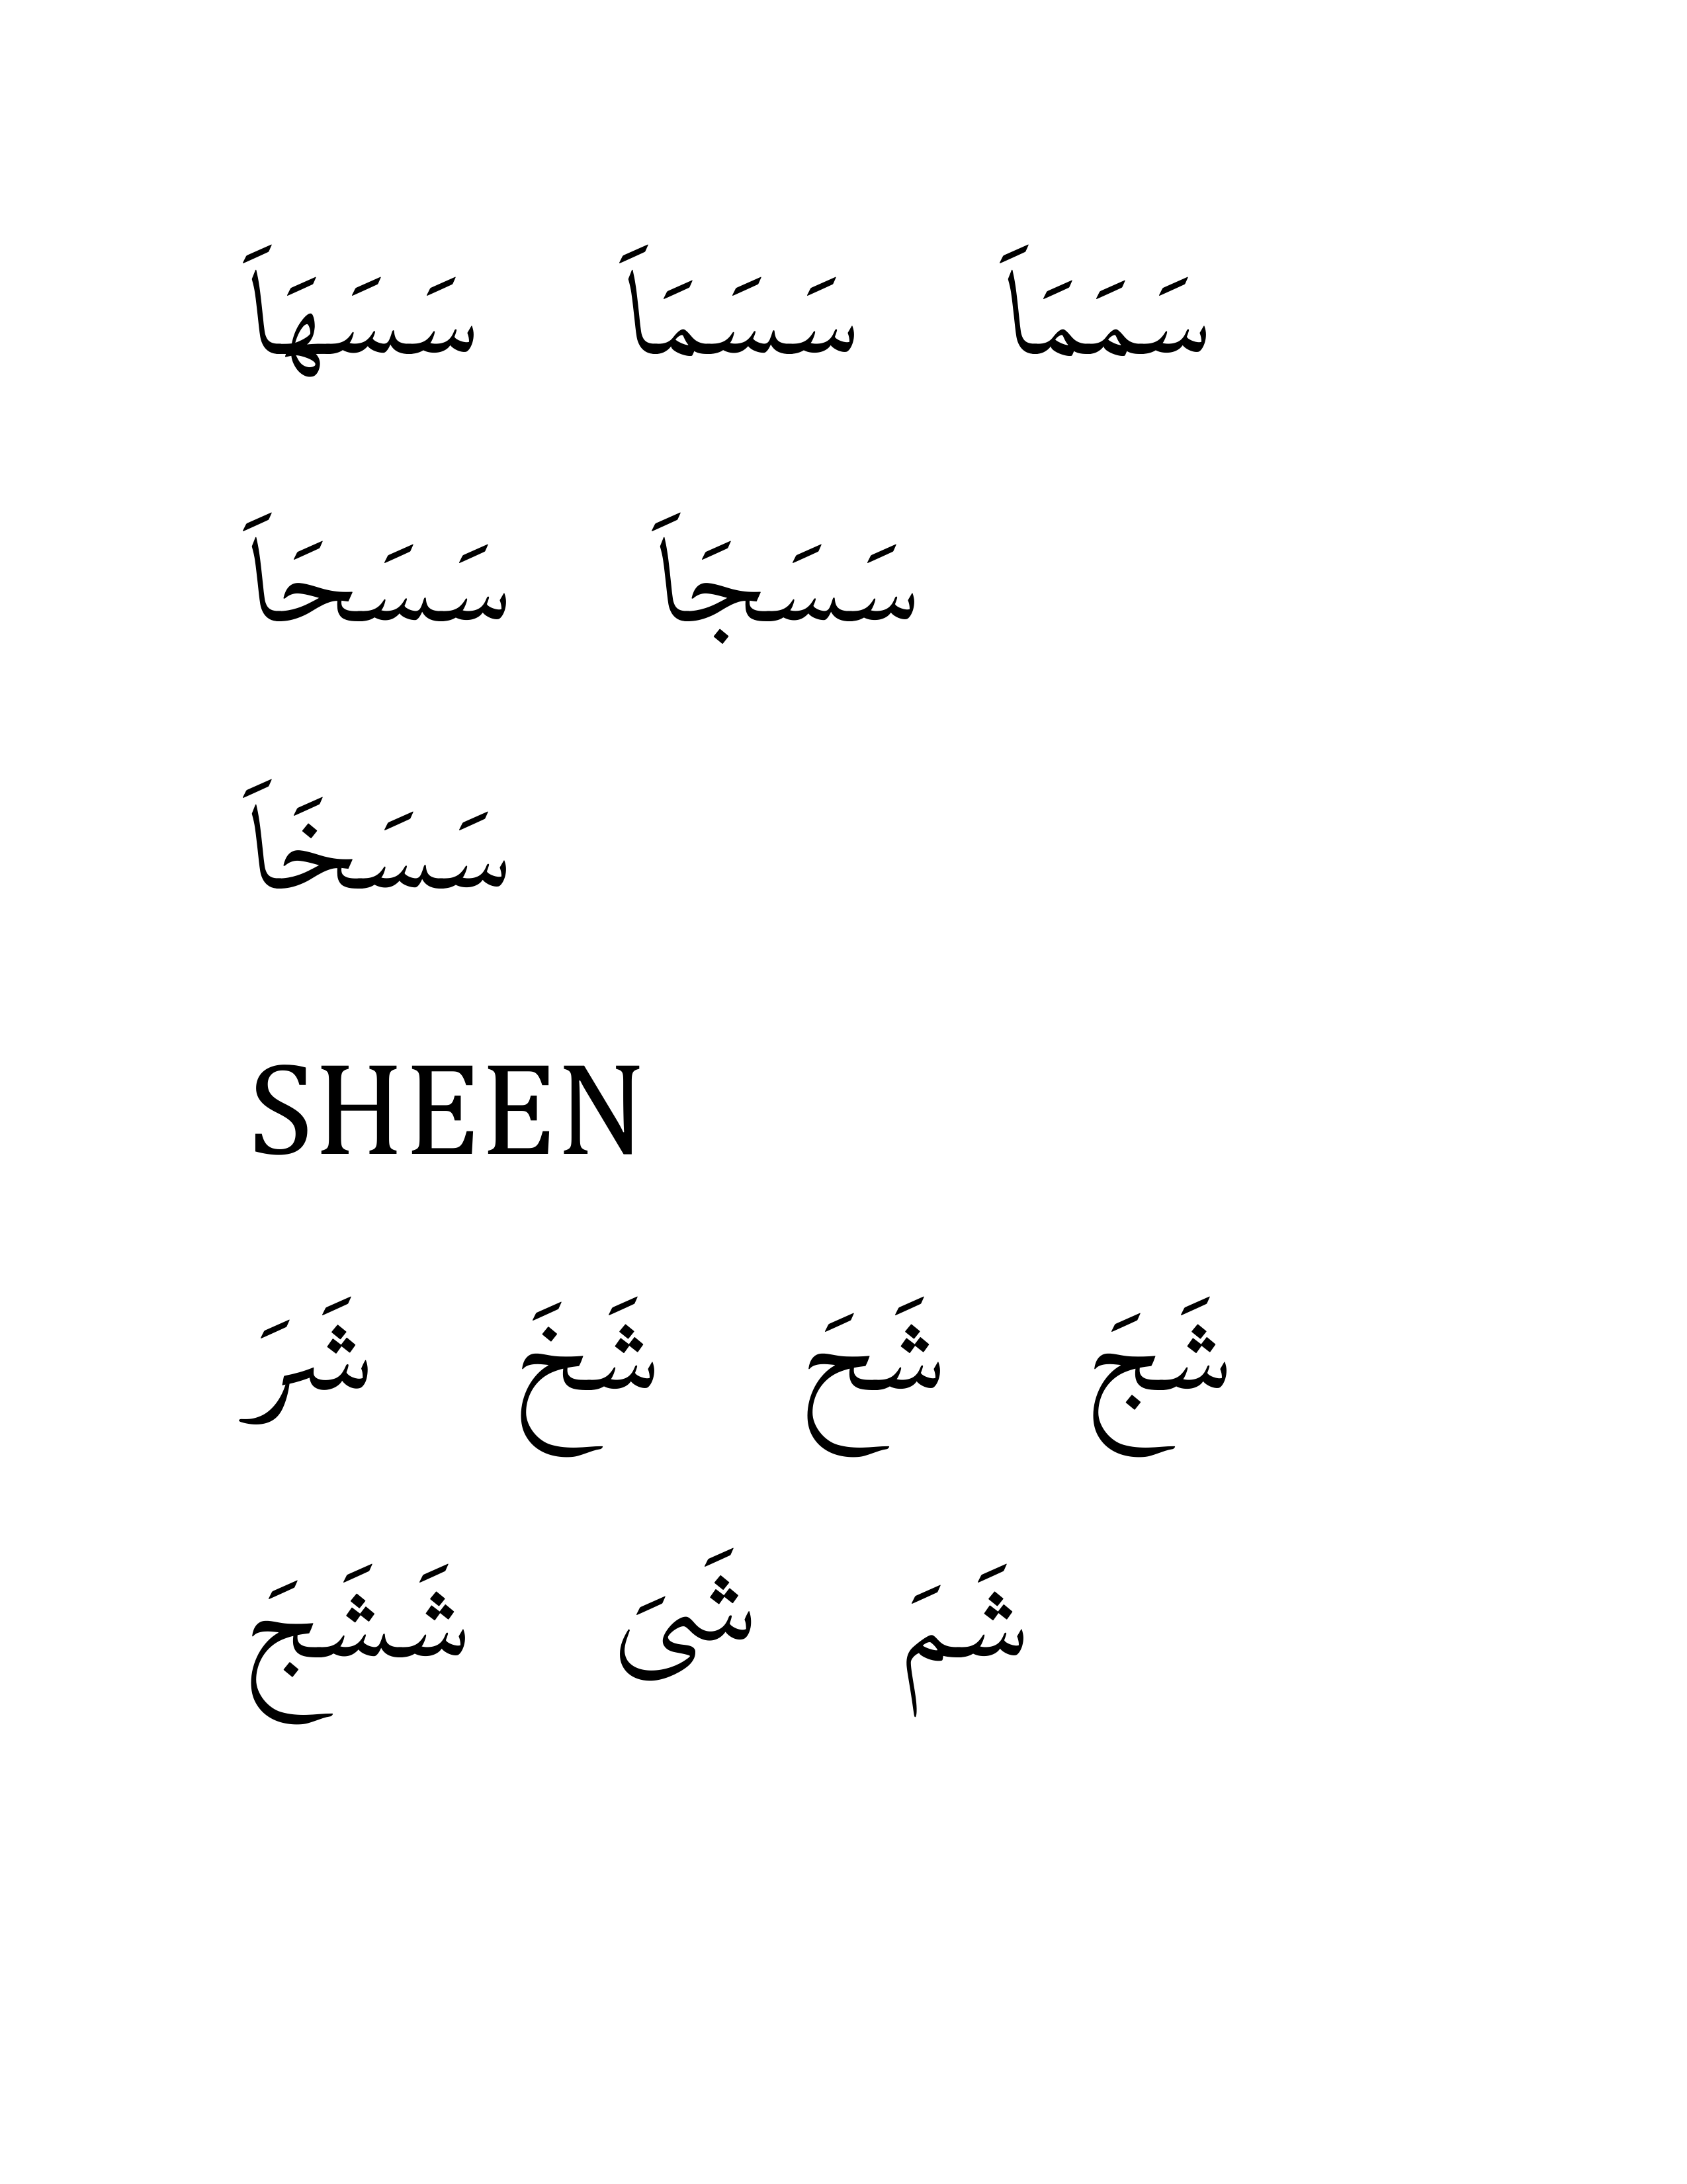 سَمَمَاَ سَسَمَاَ سَسَهَاَ
سَسَجَاَ سَسَحَاَ
سَسَخَاَ
SHEEN
شَجَ شَحَ شَخَ شَرَ
شَمَ شَىَ شَشَجَ